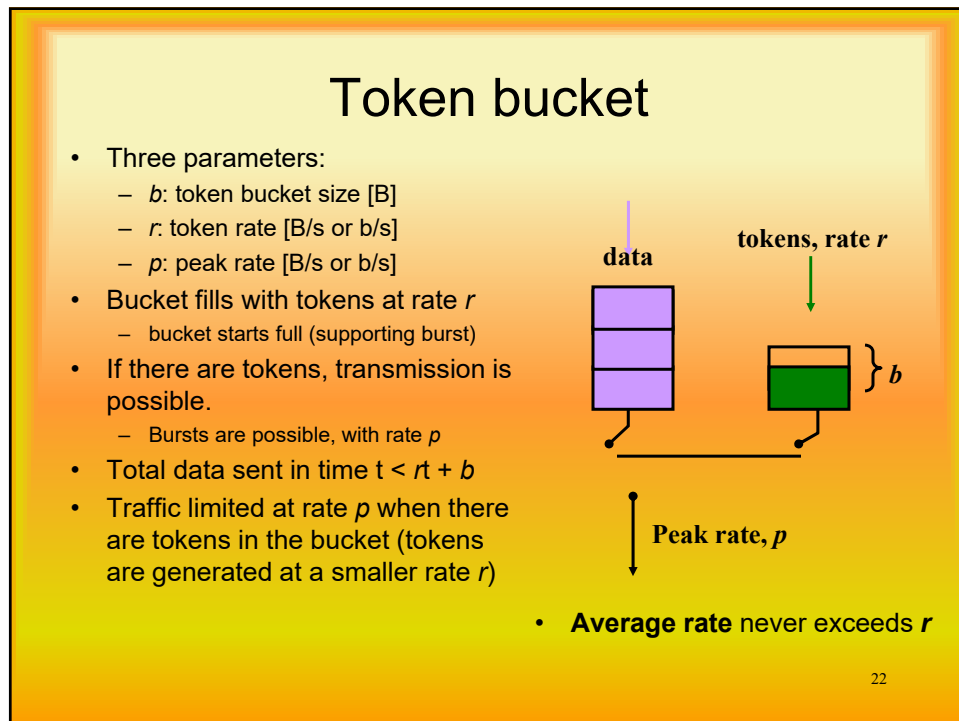 Token bucket
• Three parameters:
– b: token bucket size [B]
– r: token rate [B/s or b/s]
– p: peak rate [B/s or b/s]
• Bucket fills with tokens at rate r
– bucket starts full (supporting burst)
• If there are tokens, transmission is
possible.
– Bursts are possible, with rate p
• Total data sent in time t < rt + b
• Traffic limited at rate p when there
are tokens in the bucket (tokens
are generated at a smaller rate r)
data
tokens, rate r
b
Peak rate, p
• Average rate never exceeds r
22